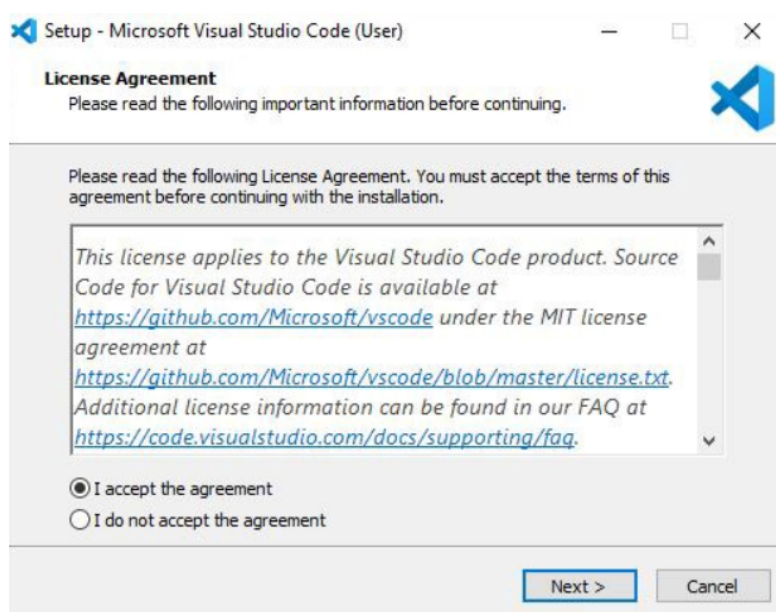 Setup - Microsoft Visual Studio Code (User)
License Agreement
Please read the following important information before continuing.
Please read the following License Agreement. You must accept the terms of this
agreement before continuing with the installation.
This license applies to the Visual Studio Code product. Source
Code for Visual Studio Code is available at
https://github.com/Microsoft/vscode under the MIT license
agreement at
https://github.com/Microsoft/vscode/blob/master/license.txt.
Additional license information can be found in our FAQ at
https://code.visualstudio.com/docs/supporting/faq.
I accept the agreement
I do not accept the agreement
Next >
Cancel